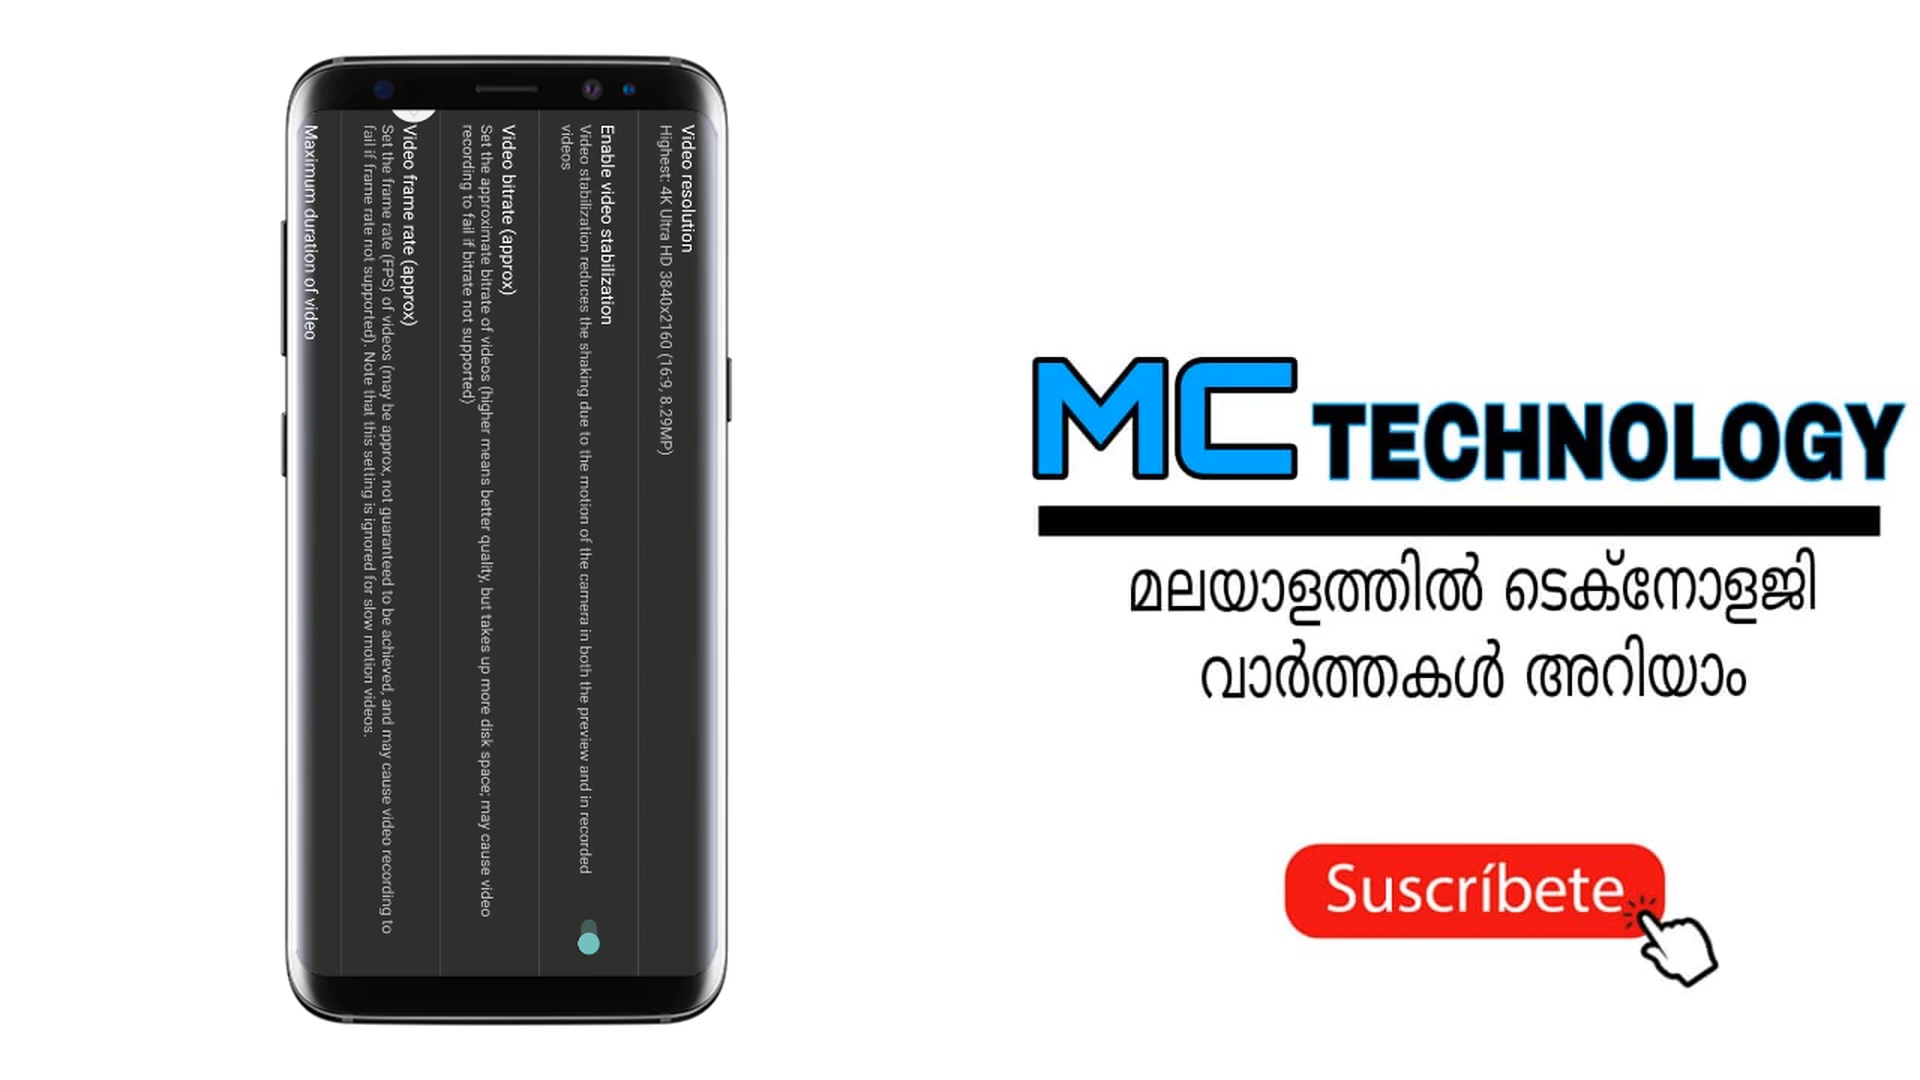 Video resolution
Highest: 4K Ultra HD 3840x2160 (16:9, 8.29MP)
Enable video stabilization
Video stabilization reduces the shaking due to the motion of the camera in both the preview and in recorded
videos
Video bitrate (approx)
Set the approximate bitrate of videos (higher means better quality, but takes up more disk space; may cause video
recording to fail if bitrate not supported)
Video frame rate (approx)
Set the frame rate (FPS) of videos (may be approx, not guaranteed to be achieved, and may cause video recording to
fail if frame rate not supported). Note that this setting is ignored for slow motion videos.
Maximum duration of video
MC TECHNOLOGY
മലയാളത്തിൽ ടെക്നോളജി
വാർത്തകൾ അറിയാം
Suscríbete